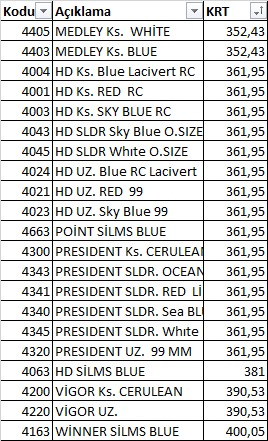 Kodu Açıklama KRT
4405 MEDLEY Ks.  WHİTE 352,43
4403 MEDLEY Ks. BLUE 352,43
4004 HD Ks. Blue Lacivert RC 361,95
4001 HD Ks. RED  RC 361,95
4003 HD Ks. SKY BLUE RC 361,95
4043 HD SLDR Sky Blue O.SIZE 361,95
4045 HD SLDR Whıte O.SIZE 361,95
4024 HD UZ. Blue RC Lacivert 361,95
4021 HD UZ. RED  99 361,95
4023 HD UZ. Sky Blue 99 361,95
4663 POİNT SİLMS BLUE 361,95
4300 PRESIDENT Ks. CERULEAN 361,95
4343 PRESIDENT SLDR. OCEAN 361,95
4341 PRESIDENT SLDR. RED  Lİ 361,95
4340 PRESIDENT SLDR. Sea BLU 361,95
4345 PRESIDENT SLDR. Whıte 361,95
4320 PRESIDENT UZ.  99 MM 361,95
4063 HD SİLMS BLUE 381
4200 VİGOR Ks. CERULEAN 390,53
4220 VİGOR UZ. 390,53
4163 WİNNER SİLMS BLUE 400,05